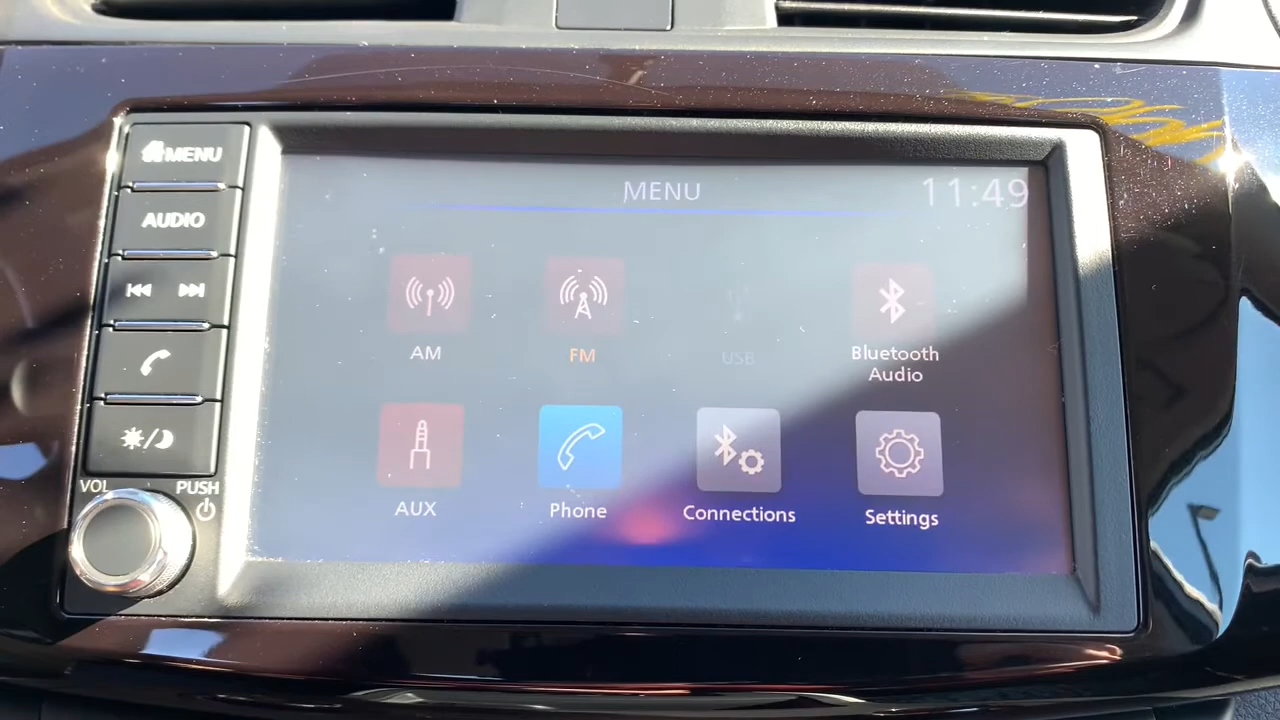 MENU
AUDIO
VOL
PUSH
MENU
11:49
AM
FM
USB
Bluetooth
Audio
AUX
Phone
Connections
Settings